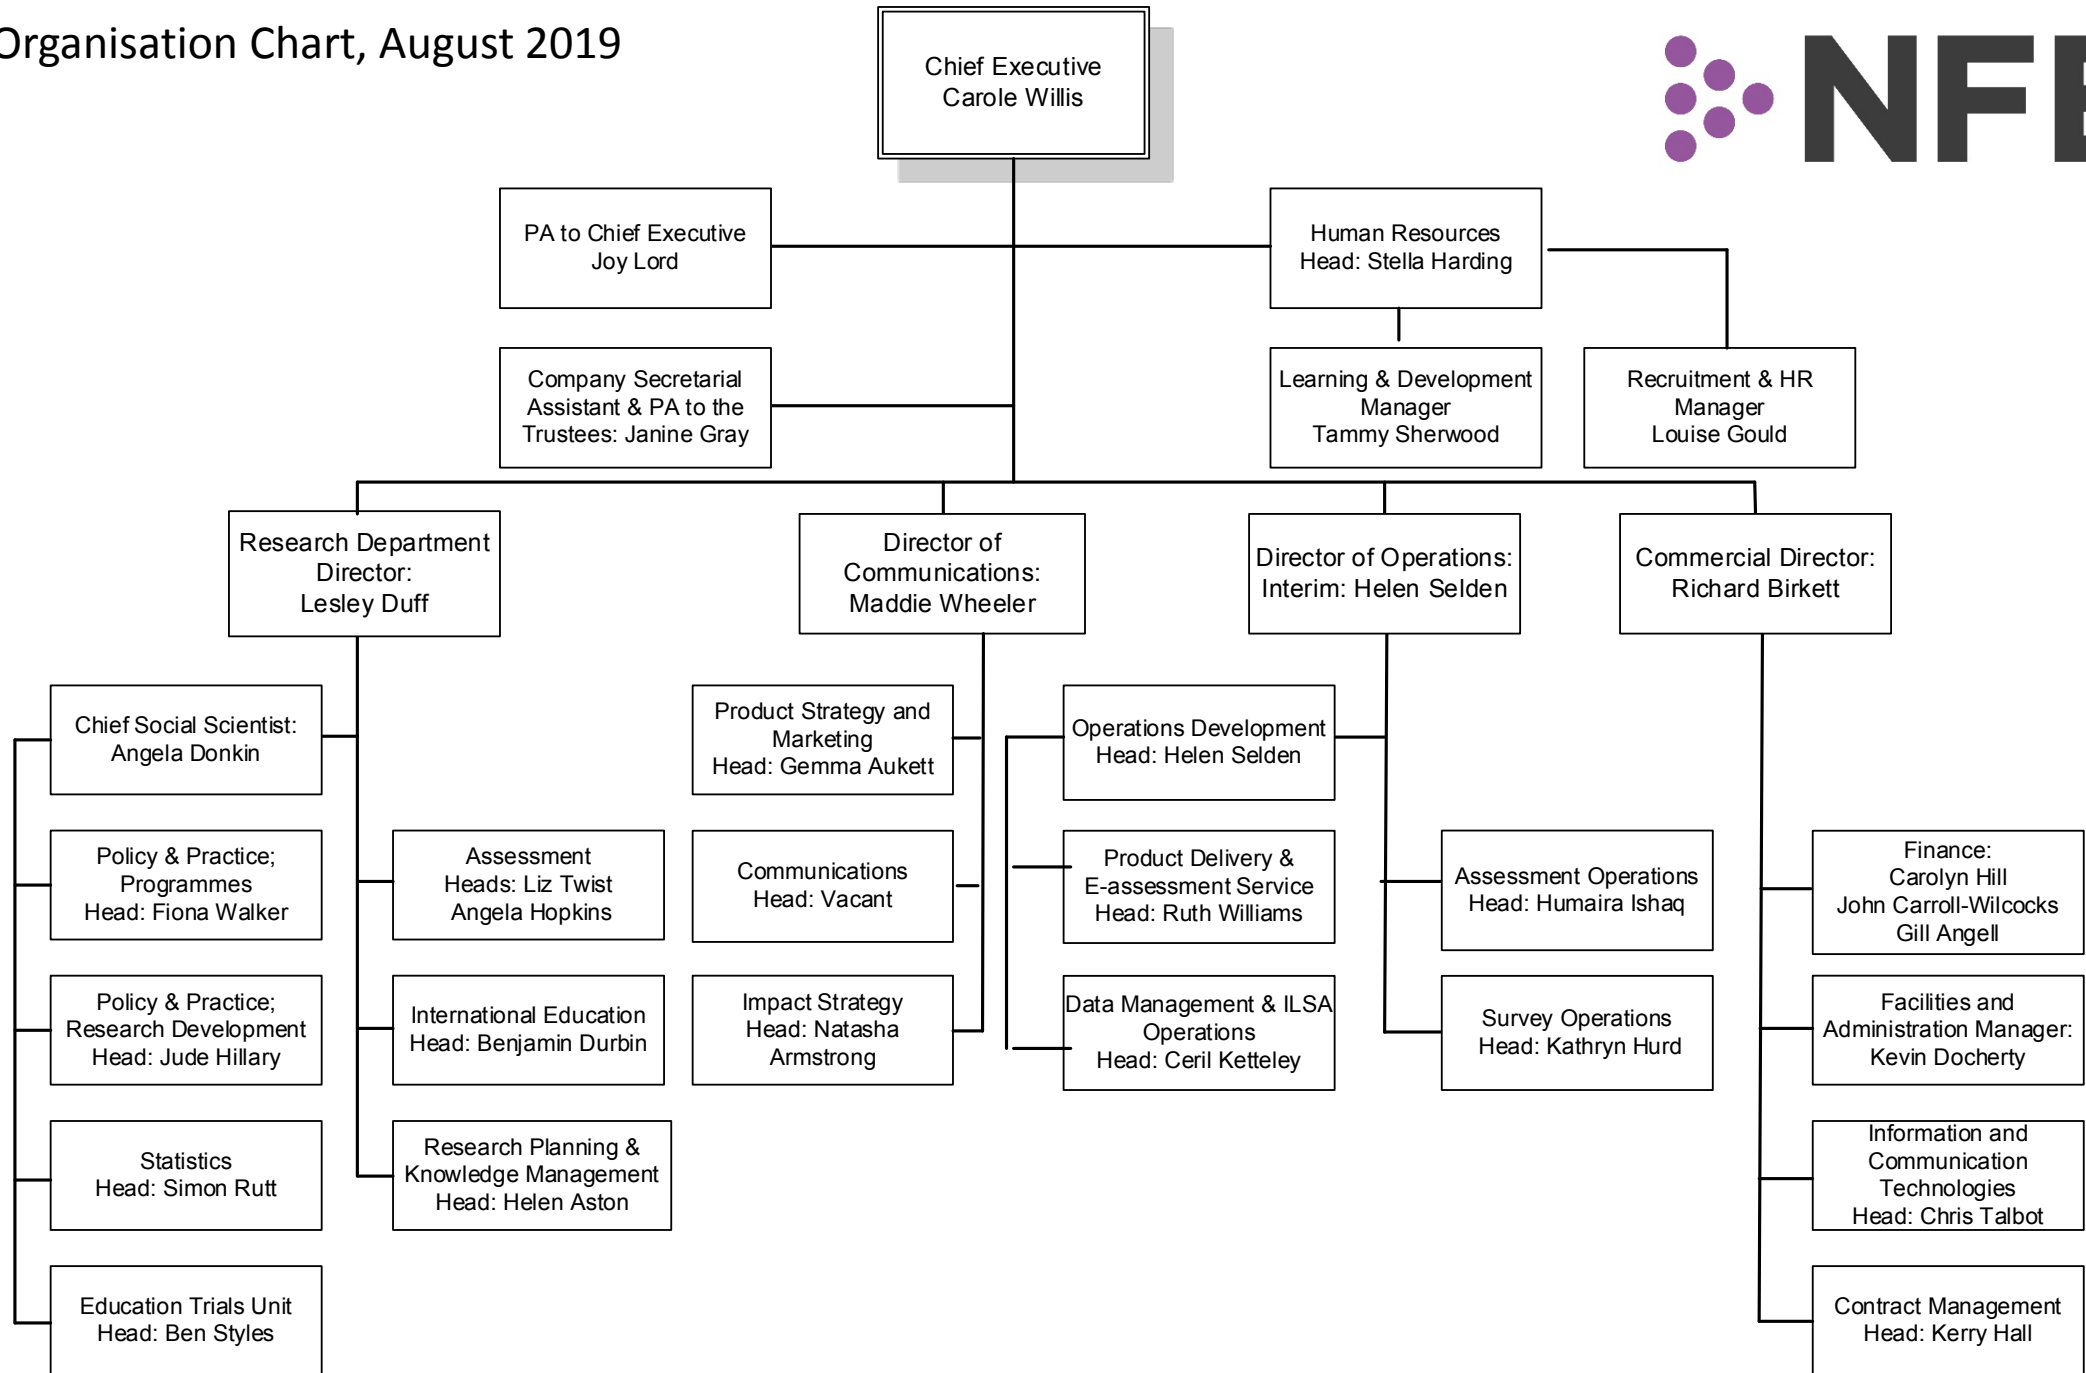 Organisation Chart, August 2019
Chief Executive
Carole Willis
NFE
PA to Chief Executive
Joy Lord
Human Resources
Head: Stella Harding
Company Secretarial
Assistant & PA to the
Trustees: Janine Gray
Learning & Development
Manager
Tammy Sherwood
Recruitment & HR
Manager
Louise Gould
Research Department
Director:
Lesley Duff
Director of
Communications:
Maddie Wheeler
Director of Operations:
Interim: Helen Selden
Commercial Director:
Richard Birkett
Chief Social Scientist:
Angela Donkin
Product Strategy and
Marketing
Head: Gemma Aukett
Operations Development
Head: Helen Selden
Policy & Practice;
Programmes
Head: Fiona Walker
Assessment
Heads: Liz Twist
Angela Hopkins
Communications
Head: Vacant
Product Delivery &
E-assessment Service
Head: Ruth Williams
Assessment Operations
Head: Humaira Ishaq
Finance:
Carolyn Hill
John Carroll-Wilcocks
Gill Angell
Policy & Practice;
Research Development
Head: Jude Hillary
International Education
Head: Benjamin Durbin
Impact Strategy
Head: Natasha
Armstrong
Data Management & ILSA
Operations
Head: Ceril Ketteley
Survey Operations
Head: Kathryn Hurd
Facilities and
Administration Manager:
Kevin Docherty
Statistics
Head: Simon Rutt
Research Planning &
Knowledge Management
Head: Helen Aston
Information and
Communication
Technologies
Head: Chris Talbot
Education Trials Unit
Head: Ben Styles
Contract Management
Head: Kerry Hall